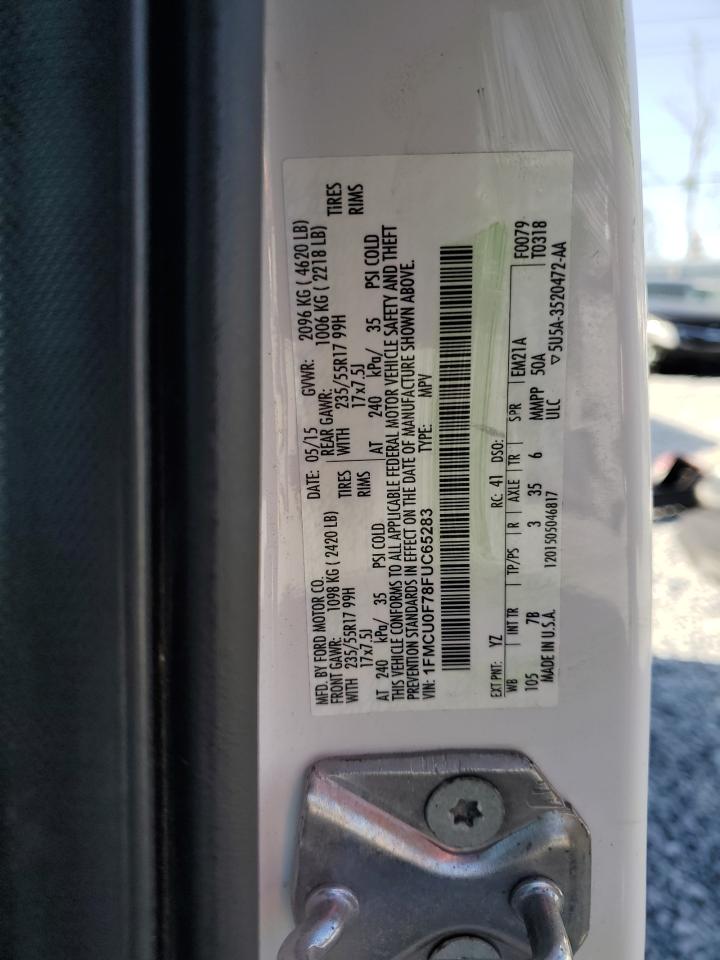 MFD. BY FORD MOTOR CO. DATE: 05/15 GVWR: 2096 KG ( 4620 LB)
FRONT GAWR: 1098 KG ( 2420 LB) REAR GAWR: 1006 KG ( 2218 LB)
WITH 235/55R17 99H TIRES WITH 235/55R17 99H TIRES
17x7.5J RIMS 17x7.5J RIMS
AT 240 kPa/ 35 PSI COLD AT 240 kPa/ 35 PSI COLD
THIS VEHICLE CONFORMS TO ALL APPLICABLE FEDERAL MOTOR VEHICLE SAFETY AND THEFT
PREVENTION STANDARDS IN EFFECT ON THE DATE OF MANUFACTURE SHOWN ABOVE.
VIN: 1FMCU0F78FUC65283 TYPE: MPV
EXT PNT: YZ RC: 41 DSO: F0079
WB INT TR TP/PS R AXLE TR SPR EM21A T0318
105 7B 3 35 6 MMPP 50A
MADE IN U.S.A. 1201505046817 ULC ▽5U5A-3520472-AA